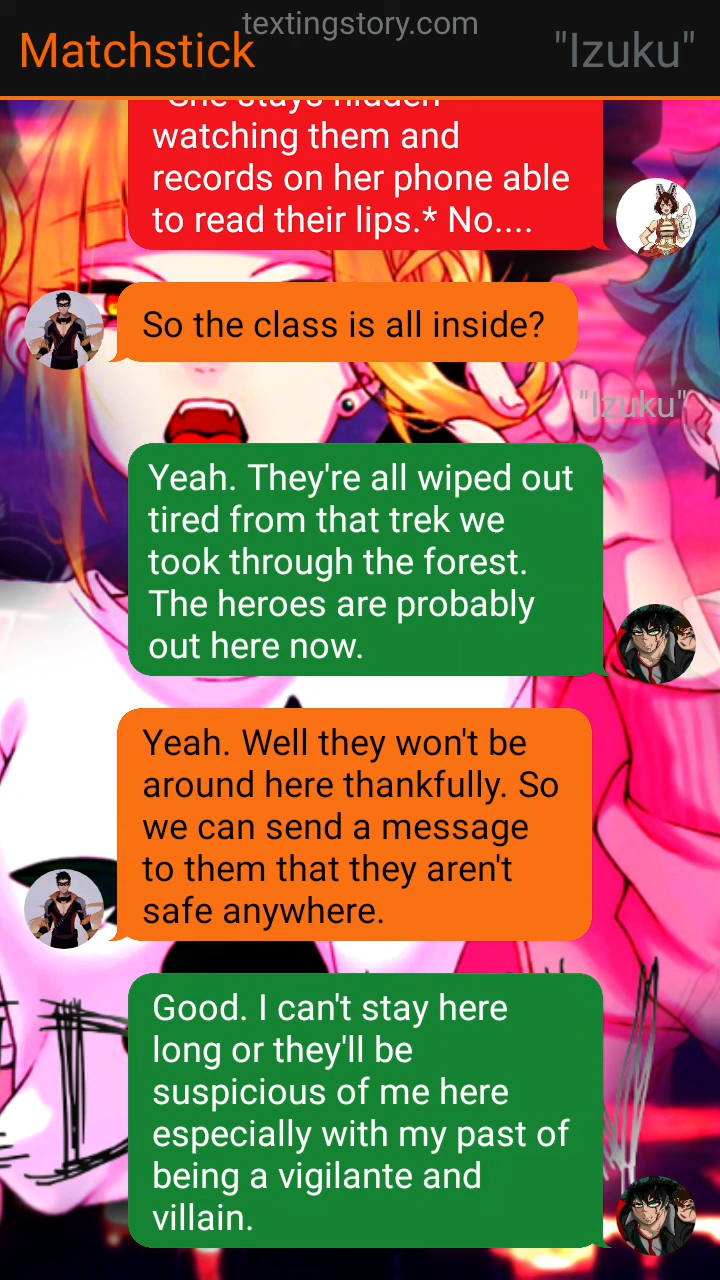 textingstory.com
Matchstick
"Izuku"
*She stays hidden
watching them and
records on her phone able
to read their lips.* No....
So the class is all inside?
"Izuku"
Yeah. They're all wiped out
tired from that trek we
took through the forest.
The heroes are probably
out here now.
Yeah. Well they won't be
around here thankfully. So
we can send a message
to them that they aren't
safe anywhere.
Good. I can't stay here
long or they'll be
suspicious of me here
especially with my past of
being a vigilante and
villain.